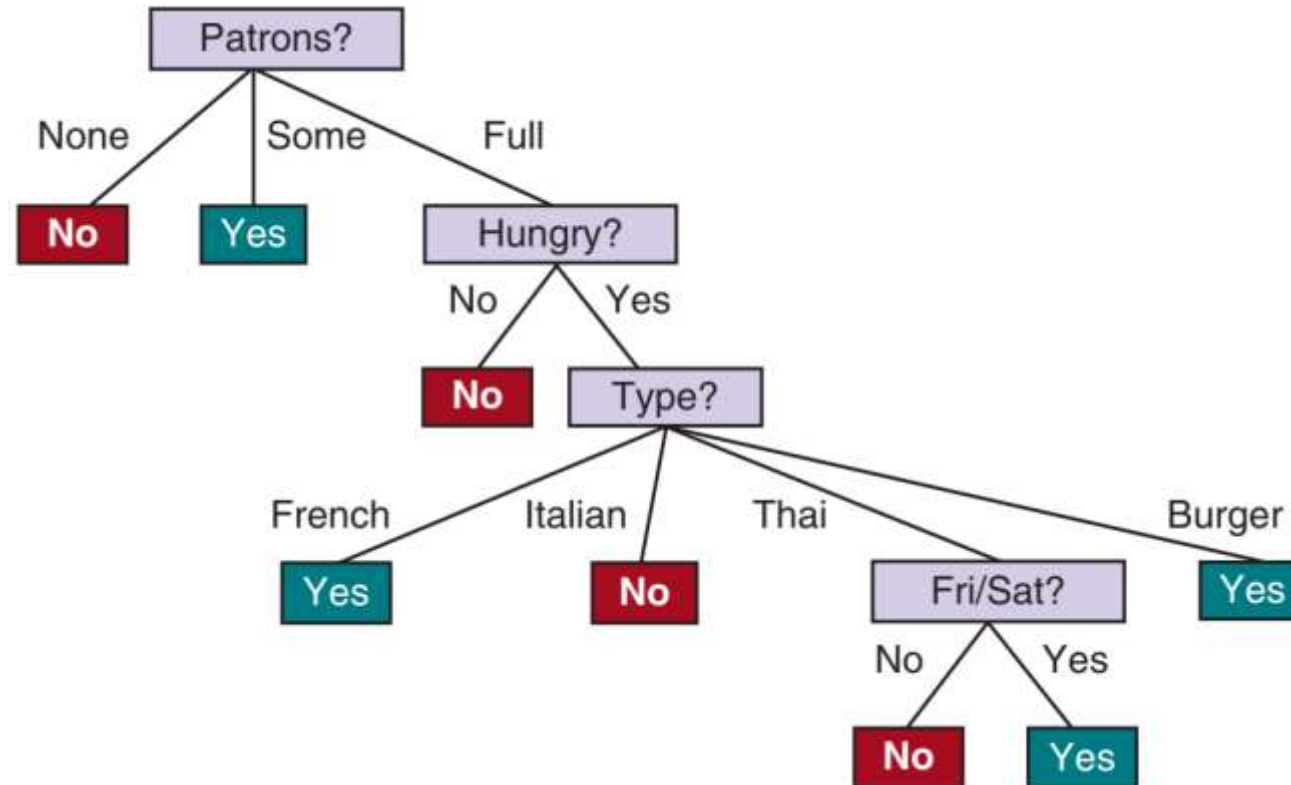 Patrons?
None Some Full
No Yes Hungry?
No Yes
No Type?
French Italian Thai Burger
Yes No Fri/Sat? Yes
No Yes
No Yes